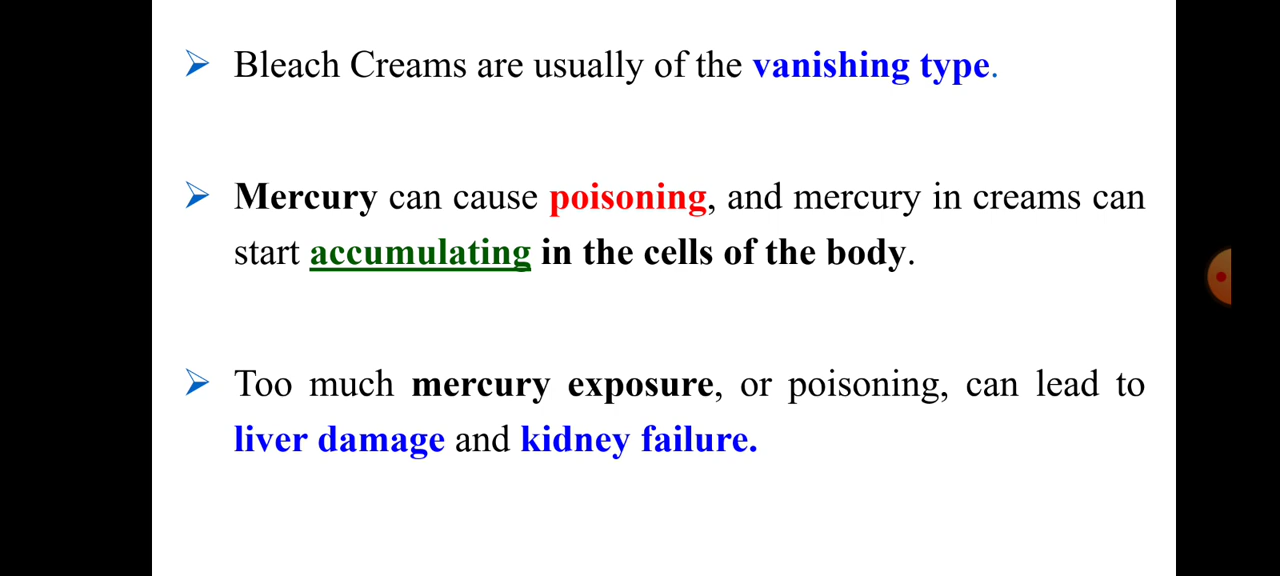 ➢ Bleach Creams are usually of the vanishing type.
➢ Mercury can cause poisoning, and mercury in creams can
start accumulating in the cells of the body.
➢ Too much mercury exposure, or poisoning, can lead to
liver damage and kidney failure.